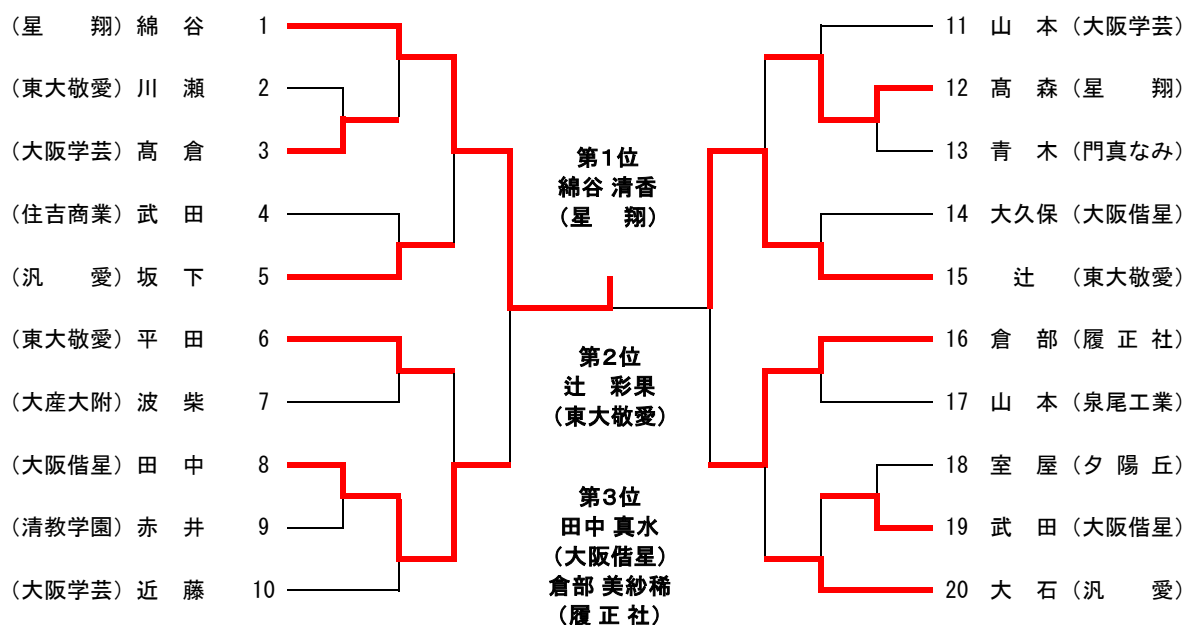 (星　　翔) 綿　谷　1
(東大敬愛) 川　瀬　2
(大阪学芸) 髙　倉　3
(住吉商業) 武　田　4
(汎　　愛) 坂　下　5
(東大敬愛) 平　田　6
(大産大附) 波　柴　7
(大阪偕星) 田　中　8
(清教学園) 赤　井　9
(大阪学芸) 近　藤　10
第1位
綿谷 清香
(星　翔)
第2位
辻　彩果
(東大敬愛)
第3位
田中 真水
(大阪偕星)
倉部 美紗稀
(履 正 社)
11　山　本 (大阪学芸)
12　髙　森 (星　　翔)
13　青　木 (門真なみ)
14　大久保 (大阪偕星)
15　辻 (東大敬愛)
16　倉　部 (履 正 社)
17　山　本 (泉尾工業)
18　室　屋 (夕 陽 丘)
19　武　田 (大阪偕星)
20　大　石 (汎　　愛)